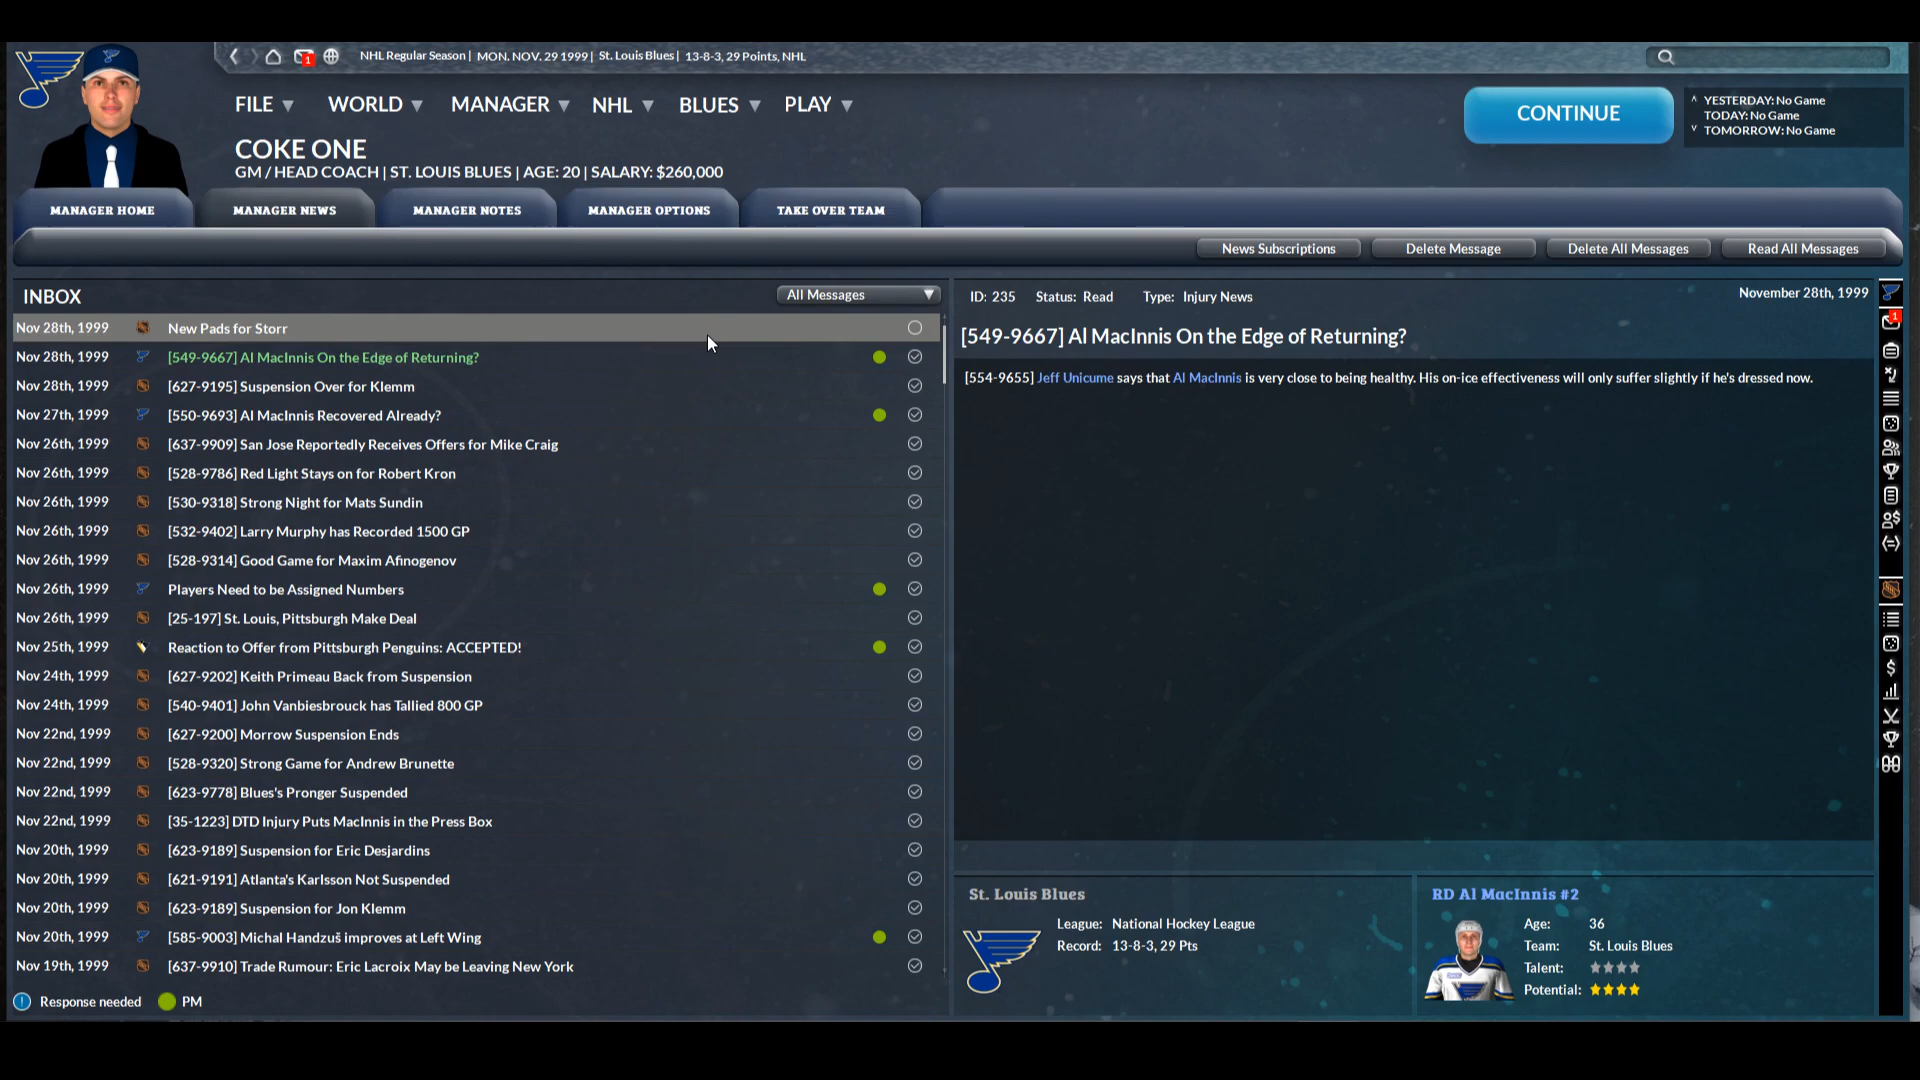 NHL Regular Season | MON. NOV. 29 1999 | St. Louis Blues | 13-8-3, 29 Points, NHL
1
FILE ▼ WORLD ▼ MANAGER ▼ NHL ▼ BLUES ▼ PLAY ▼
CONTINUE
YESTERDAY: No Game
TODAY: No Game
TOMORROW: No Game
COKE ONE
GM / HEAD COACH | ST. LOUIS BLUES | AGE: 20 | SALARY: $260,000
MANAGER HOME MANAGER NEWS MANAGER NOTES MANAGER OPTIONS TAKE OVER TEAM
News Subscriptions Delete Message Delete All Messages Read All Messages
INBOX All Messages ▼
Nov 28th, 1999 New Pads for Storr
Nov 28th, 1999 [549-9667] Al MacInnis On the Edge of Returning?
Nov 28th, 1999 [627-9195] Suspension Over for Klemm
Nov 27th, 1999 [550-9693] Al MacInnis Recovered Already?
Nov 26th, 1999 [637-9909] San Jose Reportedly Receives Offers for Mike Craig
Nov 26th, 1999 [528-9786] Red Light Stays on for Robert Kron
Nov 26th, 1999 [530-9318] Strong Night for Mats Sundin
Nov 26th, 1999 [532-9402] Larry Murphy has Recorded 1500 GP
Nov 26th, 1999 [528-9314] Good Game for Maxim Afinogenov
Nov 26th, 1999 Players Need to be Assigned Numbers
Nov 26th, 1999 [25-197] St. Louis, Pittsburgh Make Deal
Nov 25th, 1999 Reaction to Offer from Pittsburgh Penguins: ACCEPTED!
Nov 24th, 1999 [627-9202] Keith Primeau Back from Suspension
Nov 24th, 1999 [540-9401] John Vanbiesbrouck has Tallied 800 GP
Nov 22nd, 1999 [627-9200] Morrow Suspension Ends
Nov 22nd, 1999 [528-9320] Strong Game for Andrew Brunette
Nov 22nd, 1999 [623-9778] Blues's Pronger Suspended
Nov 22nd, 1999 [35-1223] DTD Injury Puts MacInnis in the Press Box
Nov 20th, 1999 [623-9189] Suspension for Eric Desjardins
Nov 20th, 1999 [621-9191] Atlanta's Karlsson Not Suspended
Nov 20th, 1999 [623-9189] Suspension for Jon Klemm
Nov 20th, 1999 [585-9003] Michal Handzuš improves at Left Wing
Nov 19th, 1999 [637-9910] Trade Rumour: Eric Lacroix May be Leaving New York
Response needed PM
ID: 235 Status: Read Type: Injury News November 28th, 1999
[549-9667] Al MacInnis On the Edge of Returning?
[554-9655] Jeff Unicume says that Al MacInnis is very close to being healthy. His on-ice effectiveness will only suffer slightly if he's dressed now.
St. Louis Blues
League: National Hockey League
Record: 13-8-3, 29 Pts
RD Al MacInnis #2
Age: 36
Team: St. Louis Blues
Talent:
Potential:
1